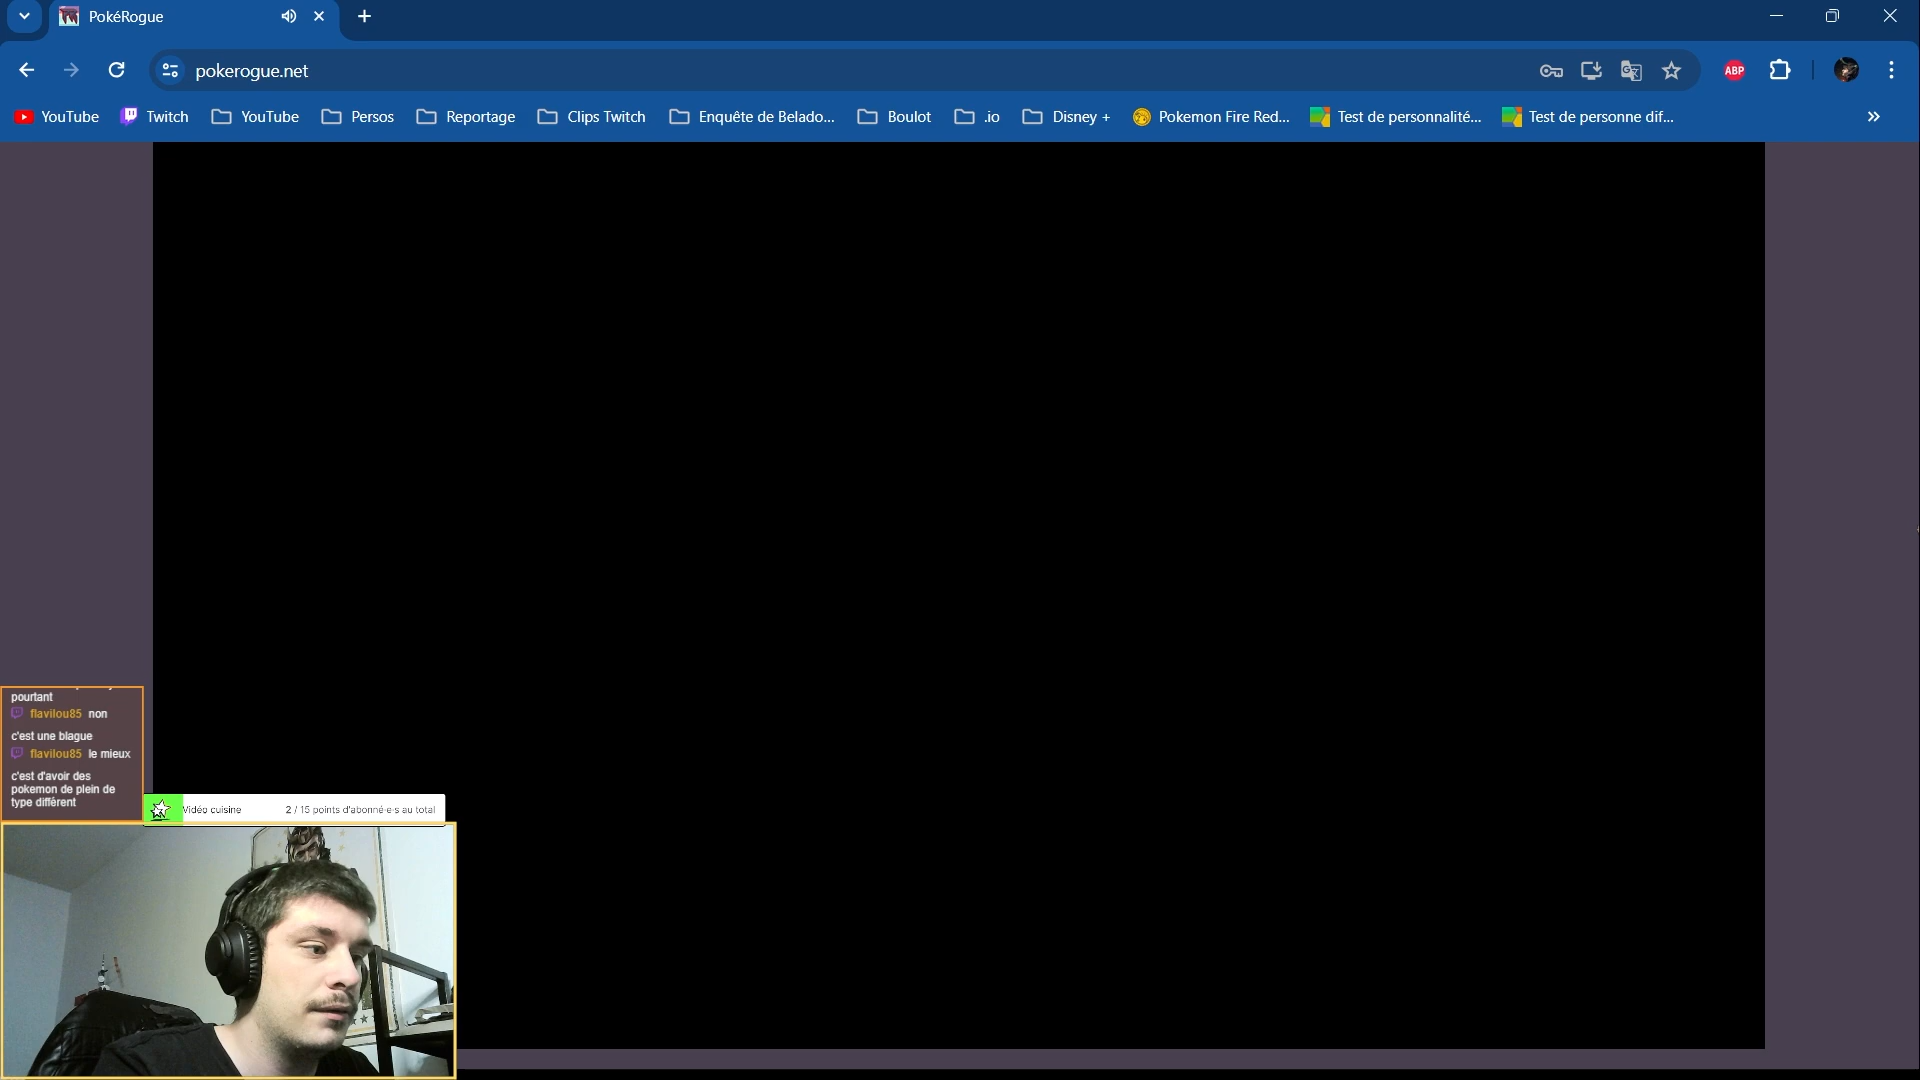 PokéRogue
pokerogue.net
ABP
YouTube Twitch YouTube Persos Reportage Clips Twitch Enquête de Belado... Boulot .io Disney + Pokemon Fire Red... Test de personnalité... Test de personne dif...
pourtant
flavilou85 non
c'est une blague
flavilou85 le mieux
c'est d'avoir des
pokemon de plein de
type différent
Vidéo cuisine 2 / 15 points d'abonné·e·s au total